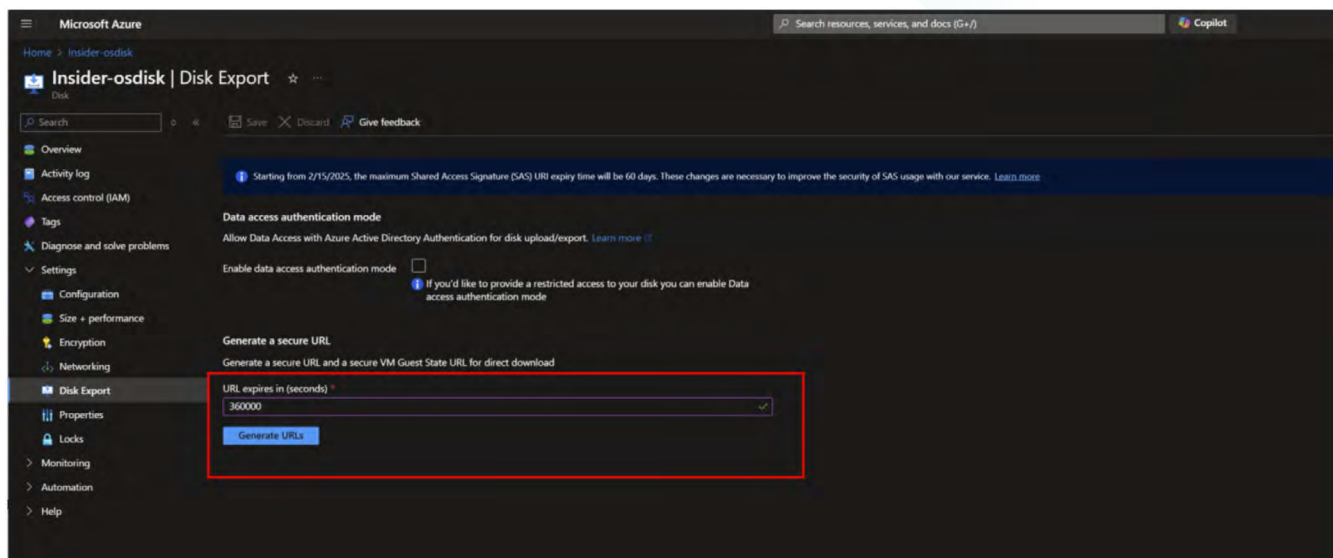 Microsoft Azure
Search resources, services, and docs (G+/)
Copilot
Home > Insider-osdisk
Insider-osdisk | Disk Export
Disk
Search
Save Discard Give feedback
Overview
Activity log
Access control (IAM)
Tags
Diagnose and solve problems
Settings
Configuration
Size + performance
Encryption
Networking
Disk Export
Properties
Locks
Monitoring
Automation
Help
Starting from 2/15/2025, the maximum Shared Access Signature (SAS) URI expiry time will be 60 days. These changes are necessary to improve the security of SAS usage with our service. Learn more
Data access authentication mode
Allow Data Access with Azure Active Directory Authentication for disk upload/export. Learn more
Enable data access authentication mode
If you'd like to provide a restricted access to your disk you can enable Data
access authentication mode
Generate a secure URL
Generate a secure URL and a secure VM Guest State URL for direct download
URL expires in (seconds) *
360000
Generate URLs